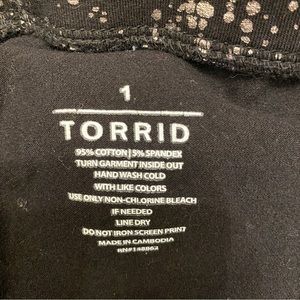 1
TORRID
95% COTTON | 5% SPANDEX
TURN GARMENT INSIDE OUT
HAND WASH COLD
WITH LIKE COLORS
USE ONLY NON-CHLORINE BLEACH
IF NEEDED
LINE DRY
DO NOT IRON SCREEN PRINT
MADE IN CAMBODIA